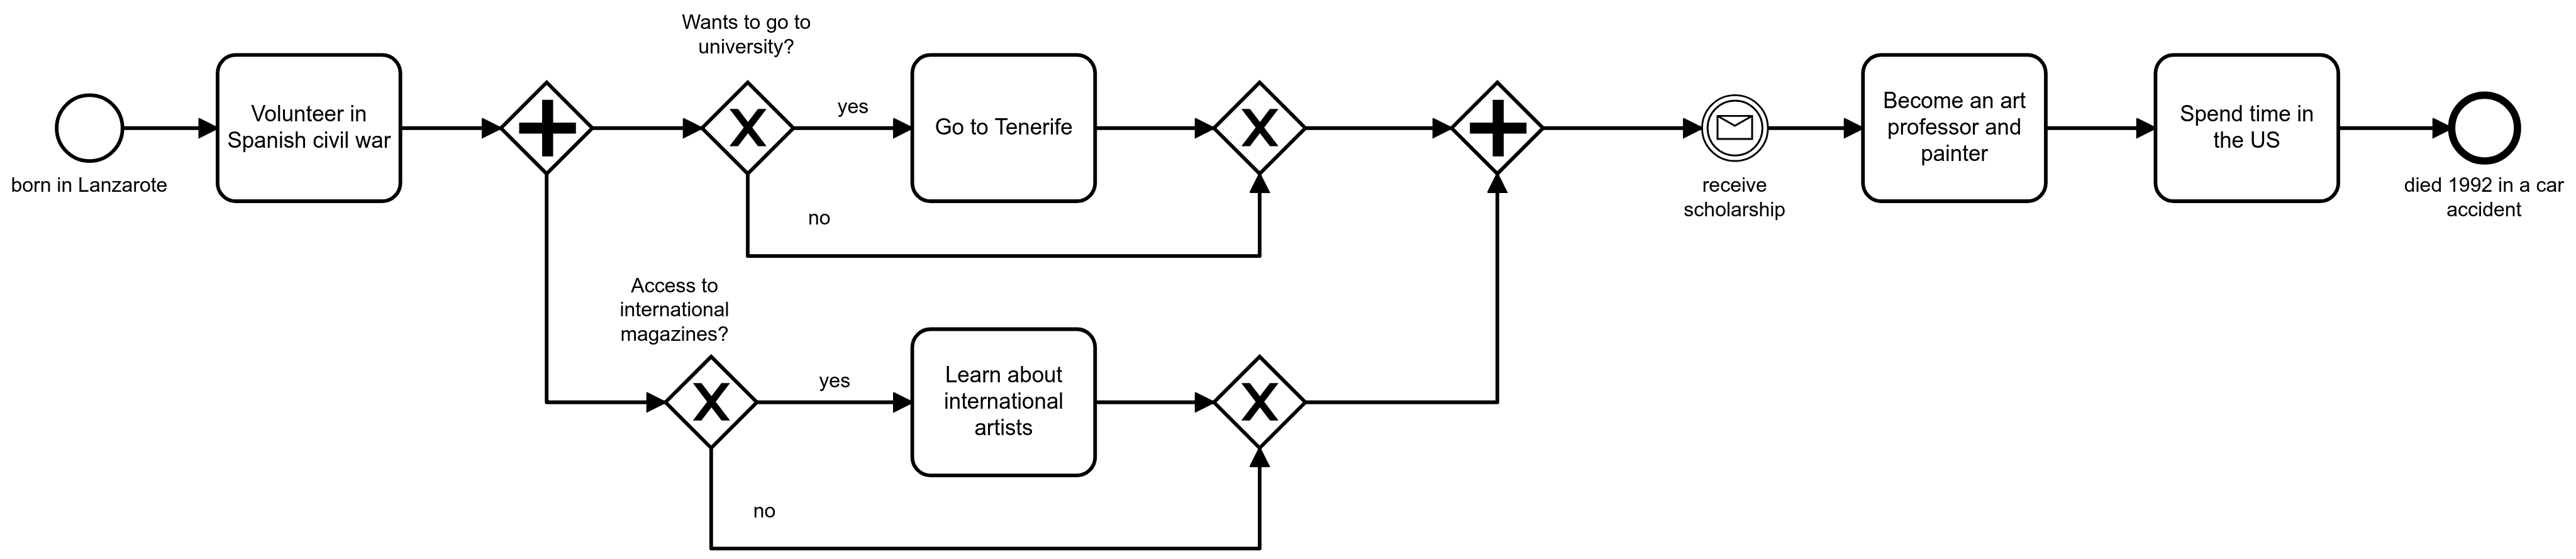 Wants to go to
university?
Volunteer in
Spanish civil war
yes
Go to Tenerife
Become an art
professor and
painter
Spend time in
the US
born in Lanzarote
receive
scholarship
died 1992 in a car
accident
no
Access to
international
magazines?
yes
Learn about
international
artists
no